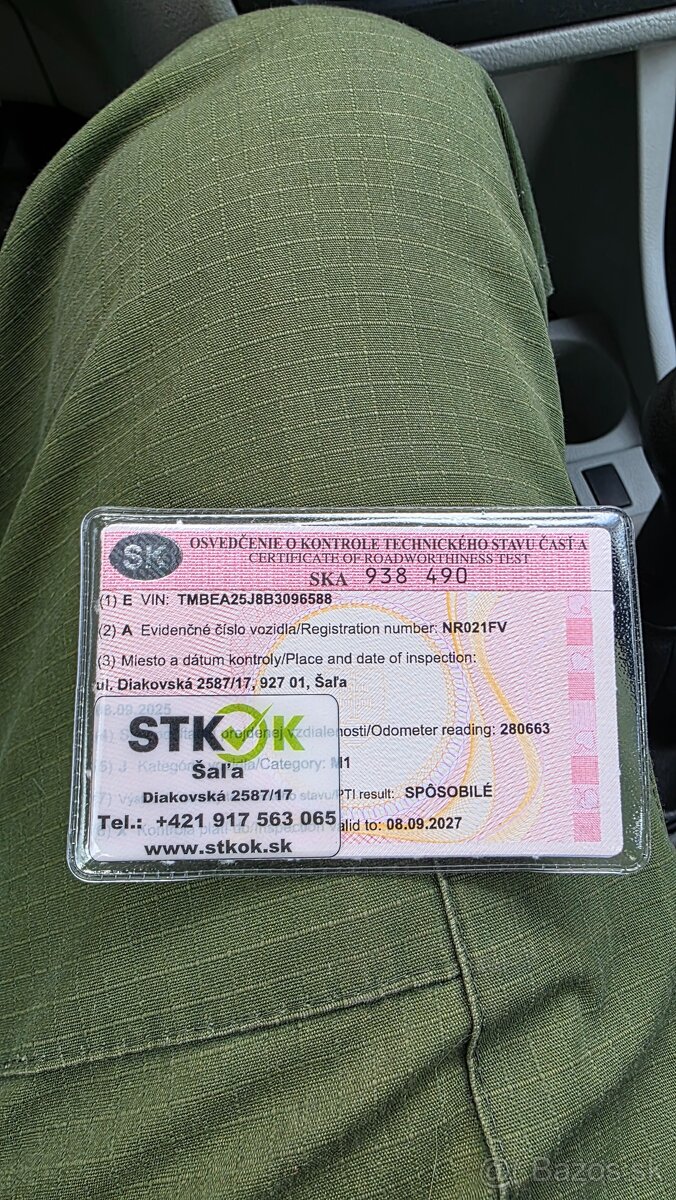 SK
OSVEDČENIE O KONTROLE TECHNICKÉHO STAVU ČASŤ A
CERTIFICATE OF ROADWORTHINESS TEST
SKA 938 490
(1) E VIN: TMBEA25J8B3096588
(2) A Evidenčné číslo vozidla/Registration number: NR021FV
(3) Miesto a dátum kontroly/Place and date of inspection:
ul. Diakovská 2587/17, 927 01, Šaľa
08.09.2025
prejdenej vzdialenosti/Odometer reading: 280663
J Kategória vozidla/Category: M1
stavu/PTI result: SPÔSOBILÉ
valid to: 08.09.2027
STKOK
Šaľa
Diakovská 2587/17
Tel.: +421 917 563 065
www.stkok.sk
Bazos.sk